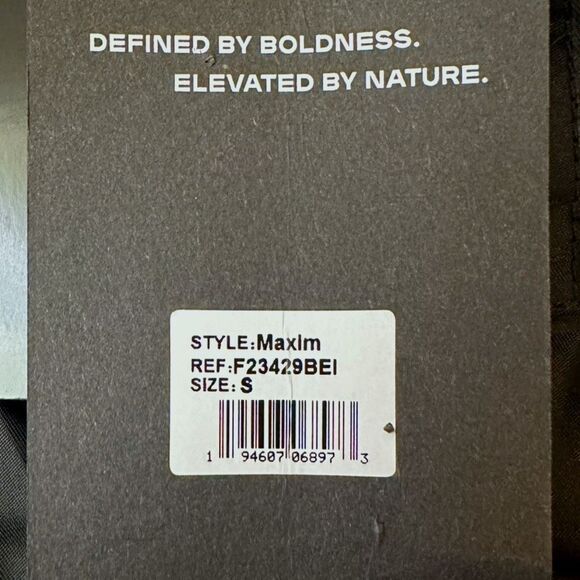 DEFINED BY BOLDNESS.
ELEVATED BY NATURE.
STYLE:Maxim
REF:F23429BEI
SIZE:S
1 94607 06897 3